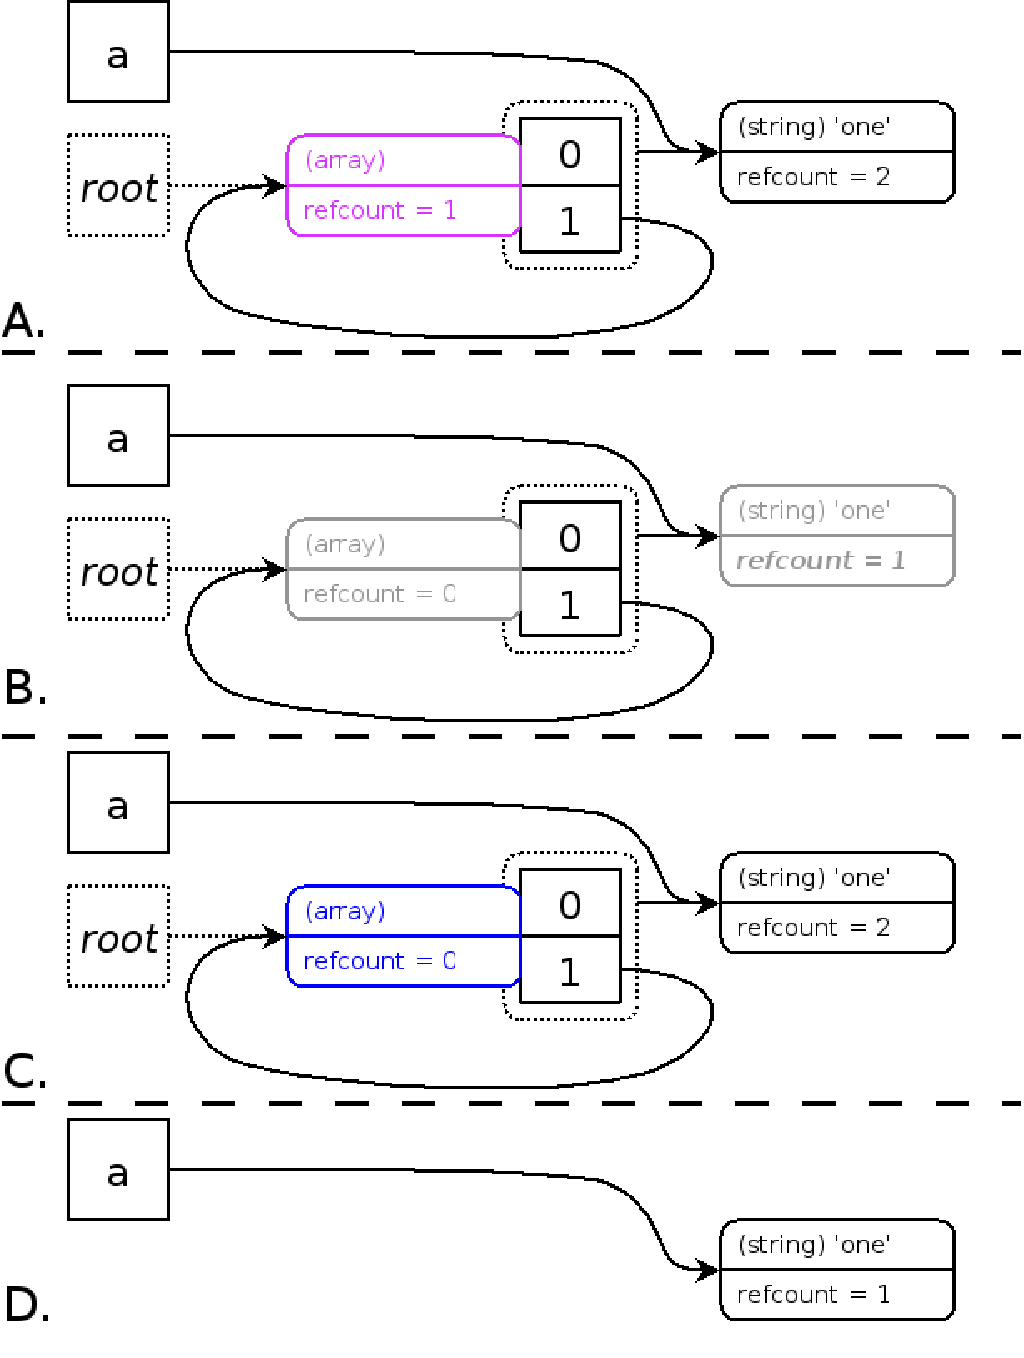 a
(string) 'one'
refcount = 2
root
(array)
refcount = 1
0
1
A.
a
(string) 'one'
refcount = 1
root
(array)
refcount = 0
0
1
B.
a
(string) 'one'
refcount = 2
root
(array)
refcount = 0
0
1
C.
a
(string) 'one'
refcount = 1
D.